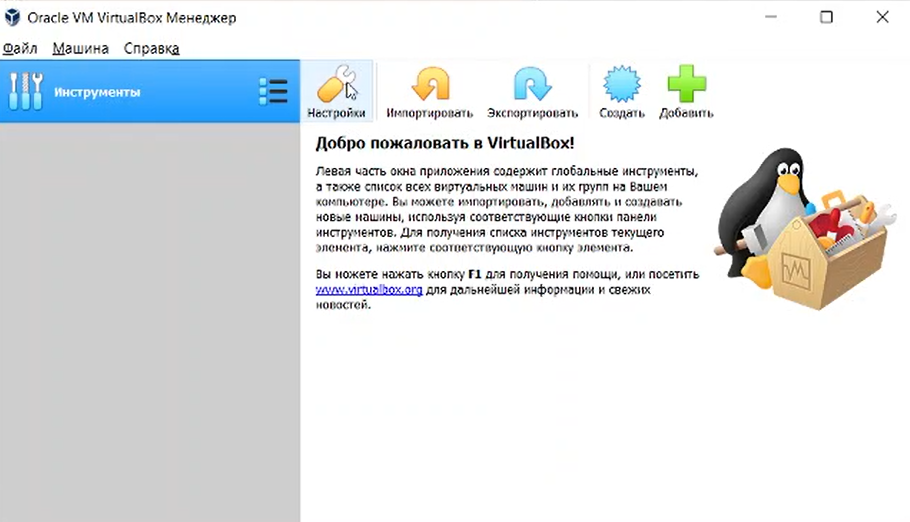 Oracle VM VirtualBox Менеджер
Файл Машина Справка
Инструменты
Настройки Импортировать Экспортировать Создать Добавить
Добро пожаловать в VirtualBox!
Левая часть окна приложения содержит глобальные инструменты,
а также список всех виртуальных машин и их групп на Вашем
компьютере. Вы можете импортировать, добавлять и создавать
новые машины, используя соответствующие кнопки панели
инструментов. Для получения списка инструментов текущего
элемента, нажмите соответствующую кнопку элемента.
Вы можете нажать кнопку F1 для получения помощи, или посетить
www.virtualbox.org для дальнейшей информации и свежих
новостей.